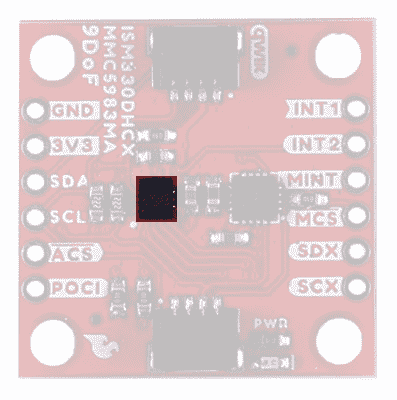 ISM330DHCX
MMC5983MA
9DoF
QWIIC
GND
3V3
SDA
SCL
ACS
POCI
INT1
INT2
MINT
MCS
SDX
SCX
PWR